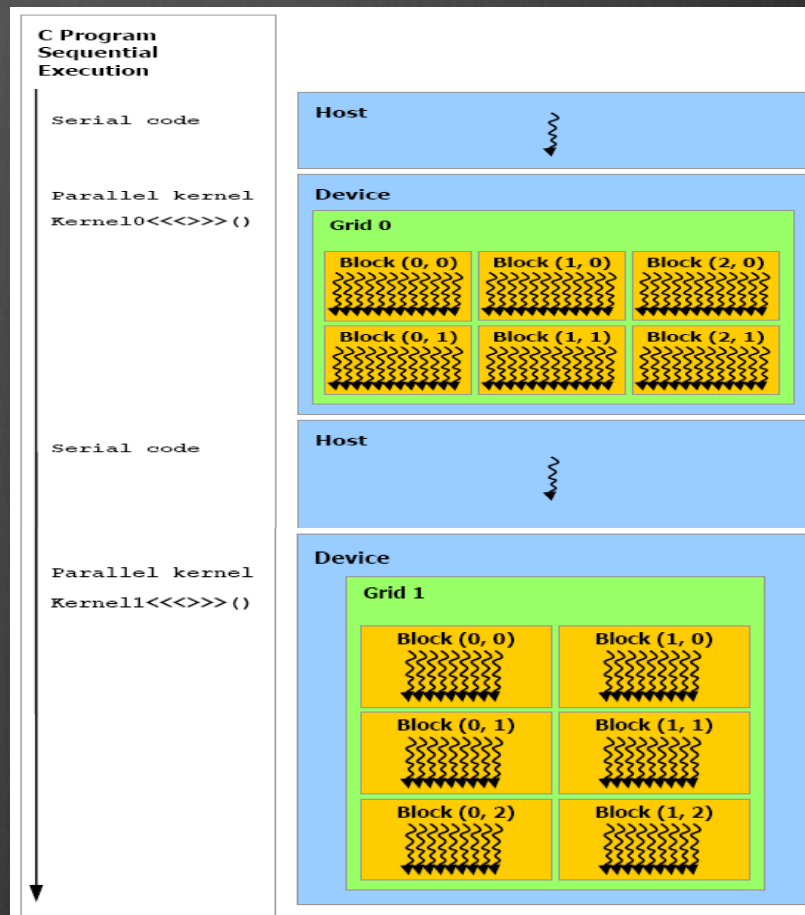 C Program
Sequential
Execution
Serial code
Host
Parallel kernel
Kernel0<<<>>>()
Device
Grid 0
Block (0, 0)
Block (1, 0)
Block (2, 0)
Block (0, 1)
Block (1, 1)
Block (2, 1)
Serial code
Host
Parallel kernel
Kernel1<<<>>>()
Device
Grid 1
Block (0, 0)
Block (1, 0)
Block (0, 1)
Block (1, 1)
Block (0, 2)
Block (1, 2)